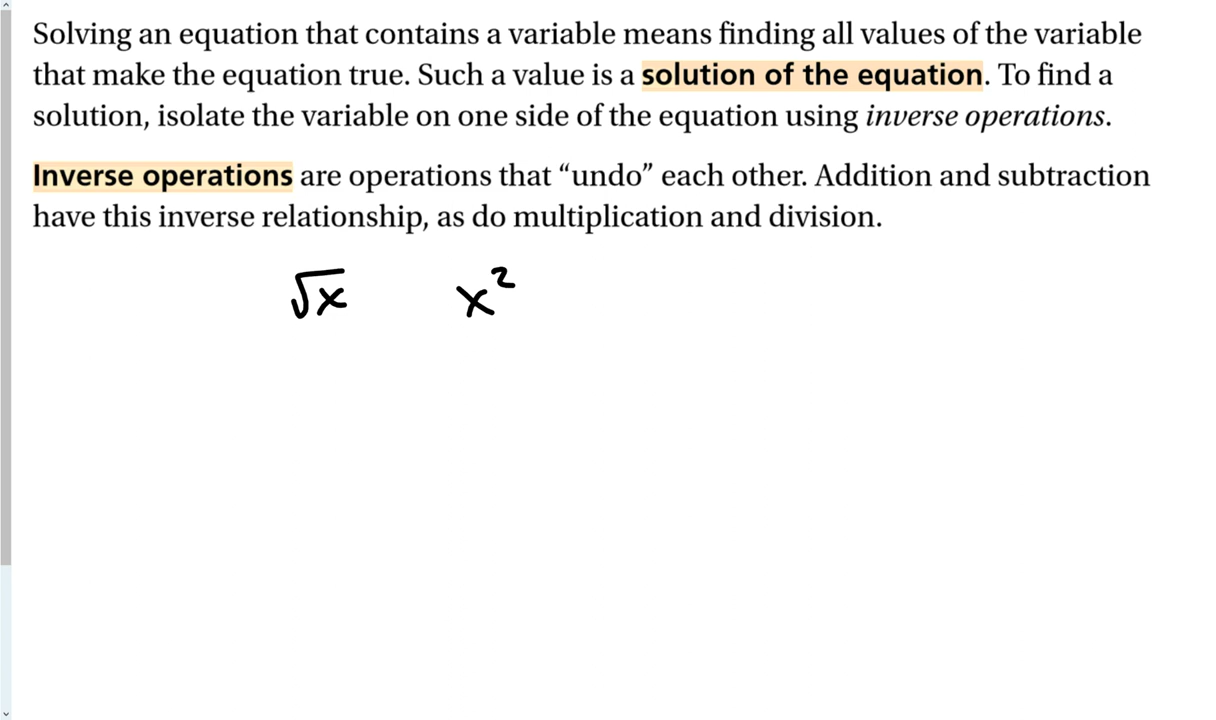 Solving an equation that contains a variable means finding all values of the variable
that make the equation true. Such a value is a solution of the equation. To find a
solution, isolate the variable on one side of the equation using inverse operations.
Inverse operations are operations that “undo” each other. Addition and subtraction
have this inverse relationship, as do multiplication and division.
√x x²